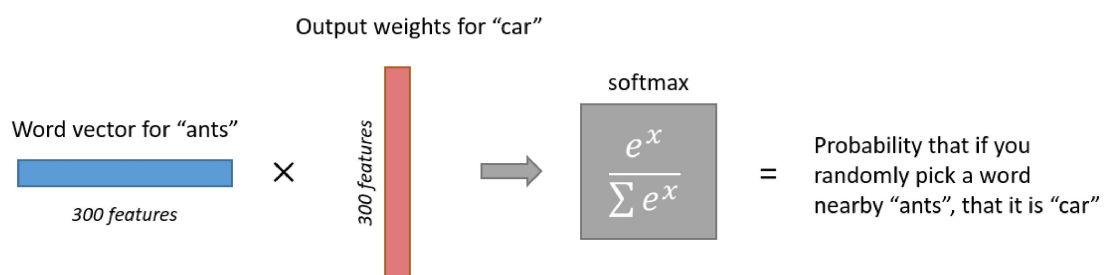 Output weights for “car”
softmax
Word vector for “ants”
300 features
×
300 features
e^x
∑ e^x
=
Probability that if you
randomly pick a word
nearby “ants”, that it is “car”